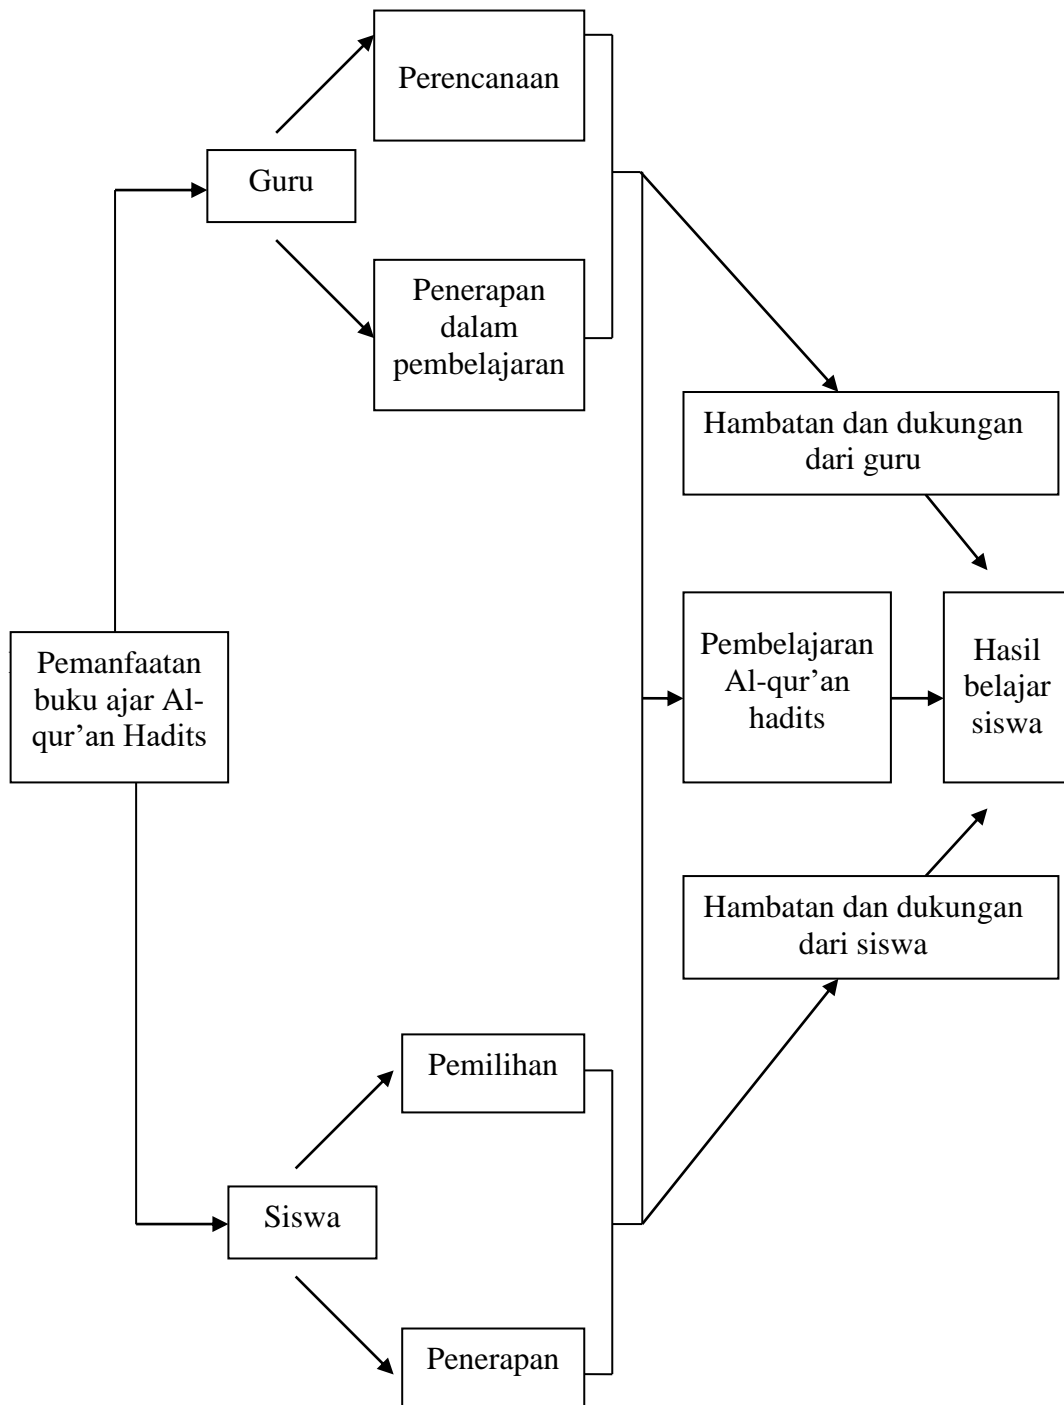 Perencanaan
Guru
Penerapan
dalam
pembelajaran
Hambatan dan dukungan
dari guru
Pemanfaatan
buku ajar Al-
qur’an Hadits
Pembelajaran
Al-qur’an
hadits
Hasil
belajar
siswa
Hambatan dan dukungan
dari siswa
Pemilihan
Siswa
Penerapan